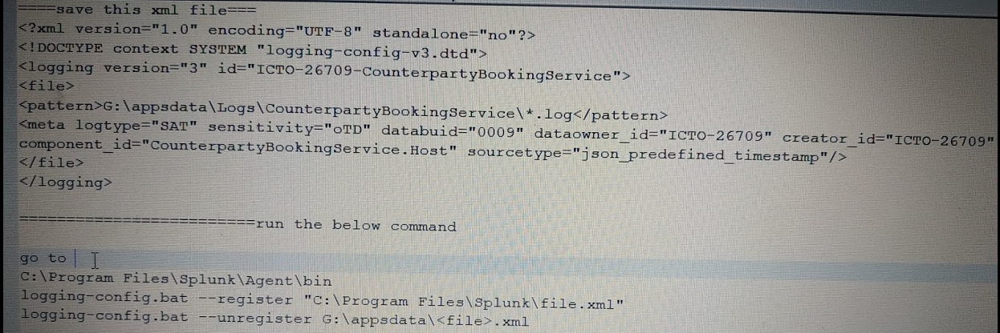 ====save this xml file===
<?xml version="1.0" encoding="UTF-8" standalone="no"?>
<!DOCTYPE context SYSTEM "logging-config-v3.dtd">
<logging version="3" id="ICTO-26709-CounterpartyBookingService">
<file>
<pattern>G:\appsdata\Logs\CounterpartyBookingService\*.log</pattern>
<meta logtype="SAT" sensitivity="oTD" databuid="0009" dataowner_id="ICTO-26709" creator_id="ICTO-26709"
component_id="CounterpartyBookingService.Host" sourcetype="json_predefined_timestamp"/>
</file>
</logging>
=========================run the below command
go to
C:\Program Files\Splunk\Agent\bin
logging-config.bat --register "C:\Program Files\Splunk\file.xml"
logging-config.bat --unregister G:\appsdata\<file>.xml